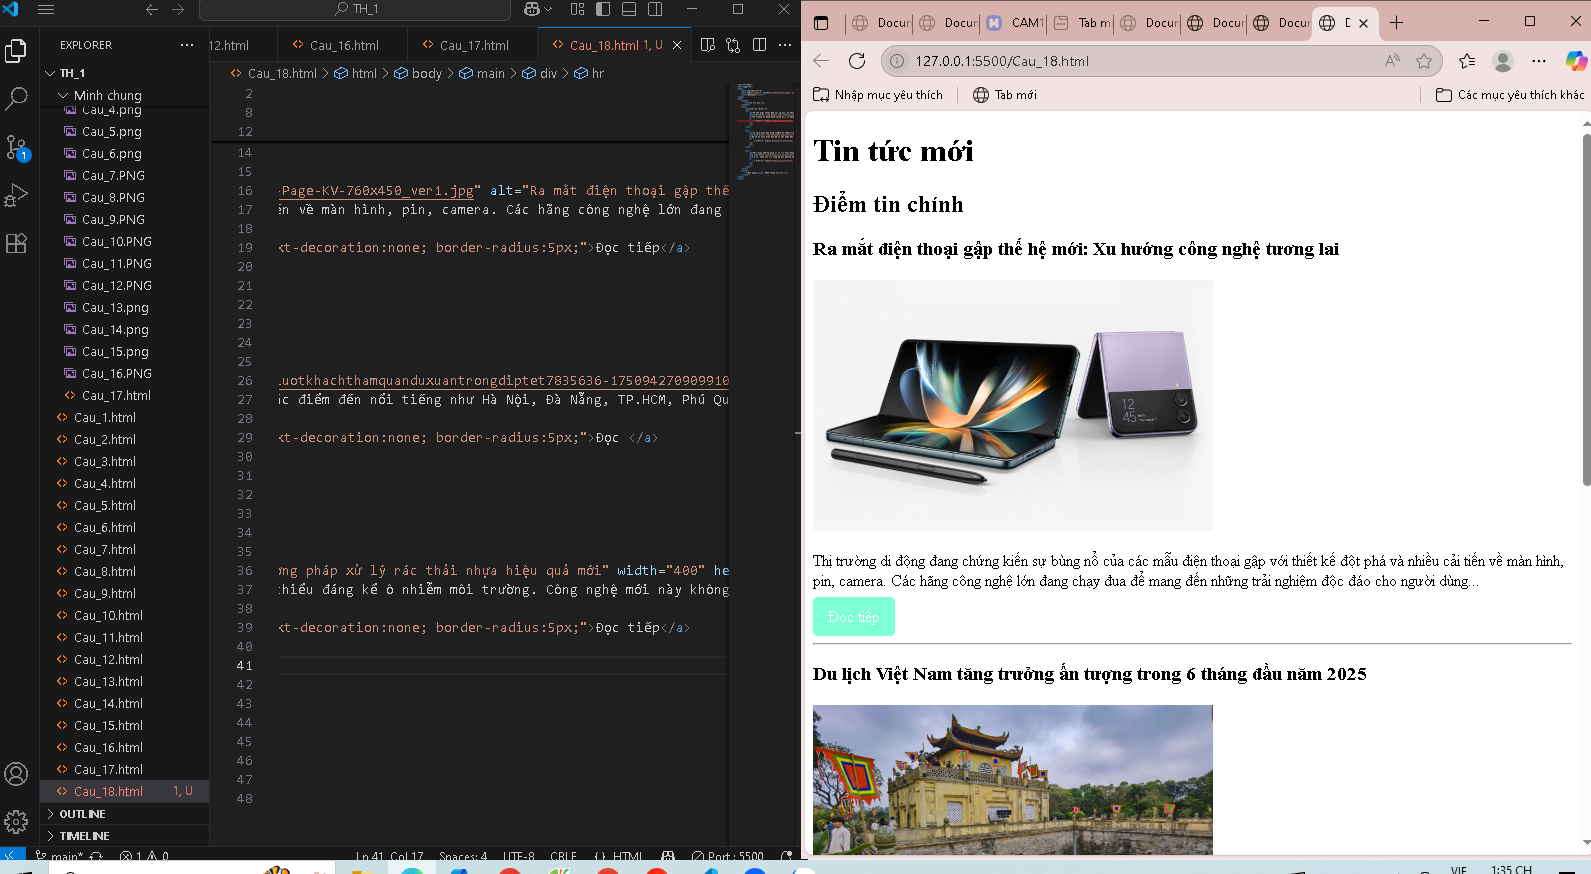 TH_1
EXPLORER
12.html
Cau_16.html
Cau_17.html
Cau_18.html 1, U
TH_1
Minh chung
Cau_4.png
Cau_5.png
Cau_6.png
Cau_7.PNG
Cau_8.PNG
Cau_9.PNG
Cau_10.PNG
Cau_11.PNG
Cau_12.PNG
Cau_13.png
Cau_14.png
Cau_15.png
Cau_16.PNG
Cau_17.html
Cau_1.html
Cau_2.html
Cau_3.html
Cau_4.html
Cau_5.html
Cau_6.html
Cau_7.html
Cau_8.html
Cau_9.html
Cau_10.html
Cau_11.html
Cau_12.html
Cau_13.html
Cau_14.html
Cau_15.html
Cau_16.html
Cau_17.html
Cau_18.html 1, U
OUTLINE
TIMELINE
1
Cau_18.html > html > body > main > div > hr
2
8
12
14
15
16 -Page-KV-760x450_ver1.jpg" alt="Ra mắt điện thoại gập thế
17 ến về màn hình, pin, camera. Các hãng công nghệ lớn đang
18
19 xt-decoration:none; border-radius:5px;">Đọc tiếp</a>
20
21
22
23
24
25
26 uotkhachthamquanduxuantrongdiptet7835636-175094270909910
27 ác điểm đến nổi tiếng như Hà Nội, Đà Nẵng, TP.HCM, Phú Qu
28
29 xt-decoration:none; border-radius:5px;">Đọc </a>
30
31
32
33
34
35
36 ơng pháp xử lý rác thải nhựa hiệu quả mới" width="400" he
37 thiểu đáng kể ô nhiễm môi trường. Công nghệ mới này không
38
39 xt-decoration:none; border-radius:5px;">Đọc tiếp</a>
40
41
42
43
44
45
46
47
48
main* 1 0 Ln 41, Col 17 Spaces: 4 UTF-8 CRLF {} HTML Port : 5500
Docur Docur CAM1 Tab m Docur Docur Docur D
127.0.0.1:5500/Cau_18.html
Nhập mục yêu thích Tab mới Các mục yêu thích khác
Tin tức mới
Điểm tin chính
Ra mắt điện thoại gập thế hệ mới: Xu hướng công nghệ tương lai
12
45
Thị trường di động đang chứng kiến sự bùng nổ của các mẫu điện thoại gập với thiết kế đột phá và nhiều cải tiến về màn hình,
pin, camera. Các hãng công nghệ lớn đang chạy đua để mang đến những trải nghiệm độc đáo cho người dùng...
Đọc tiếp
Du lịch Việt Nam tăng trưởng ấn tượng trong 6 tháng đầu năm 2025
VIE
1:35 CH